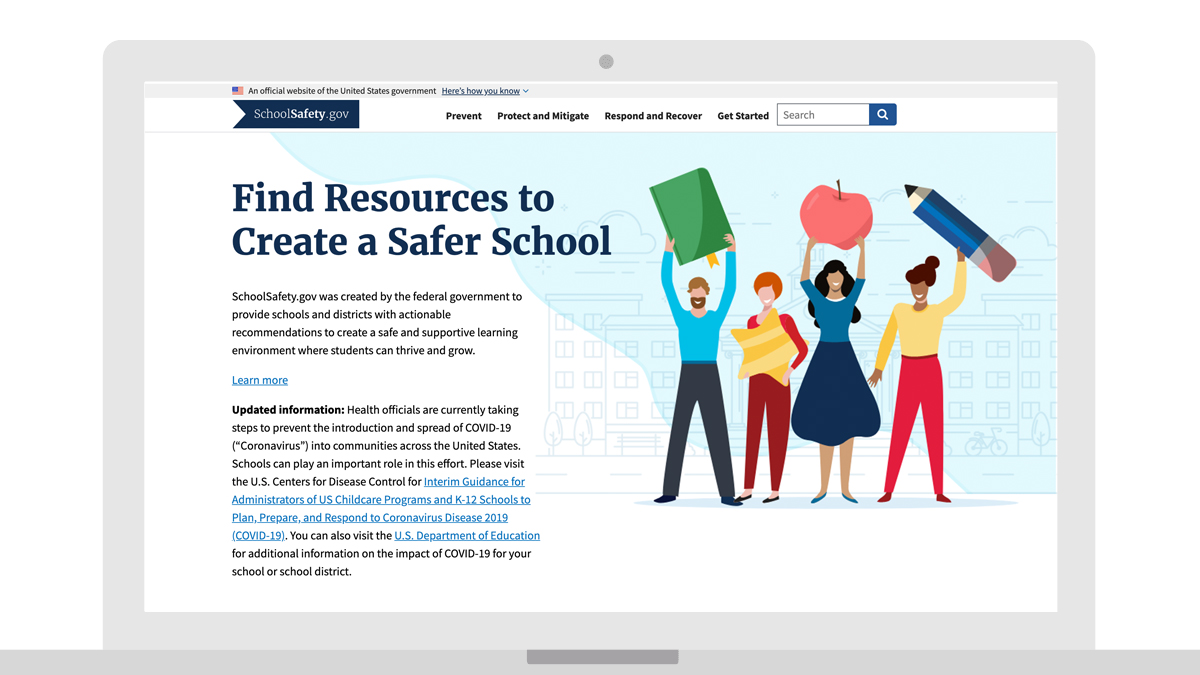 An official website of the United States government Here's how you know
SchoolSafety.gov
Prevent Protect and Mitigate Respond and Recover Get Started Search
Find Resources to
Create a Safer School
SchoolSafety.gov was created by the federal government to
provide schools and districts with actionable
recommendations to create a safe and supportive learning
environment where students can thrive and grow.
Learn more
Updated information: Health officials are currently taking
steps to prevent the introduction and spread of COVID-19
(“Coronavirus”) into communities across the United States.
Schools can play an important role in this effort. Please visit
the U.S. Centers for Disease Control for Interim Guidance for
Administrators of US Childcare Programs and K-12 Schools to
Plan, Prepare, and Respond to Coronavirus Disease 2019
(COVID-19). You can also visit the U.S. Department of Education
for additional information on the impact of COVID-19 for your
school or school district.